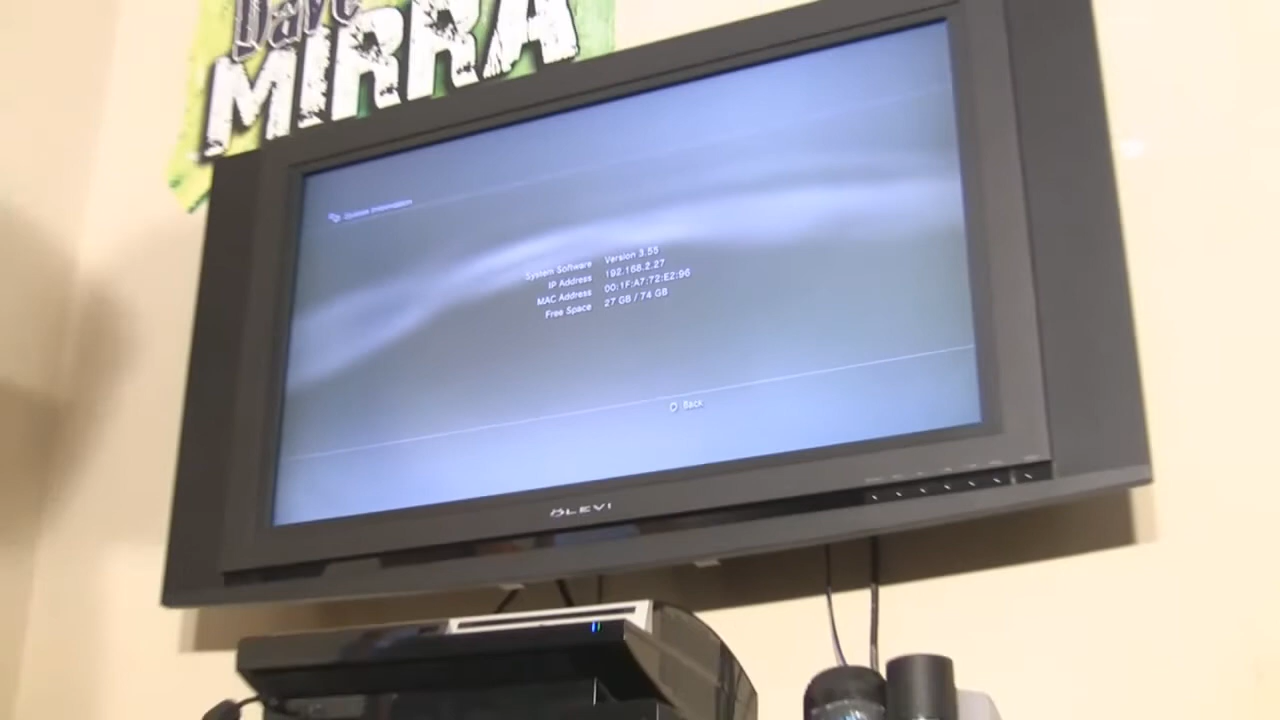 Dave
MIRRA
System Information
System Software Version 3.55
IP Address 192.168.2.27
MAC Address 00:1F:A7:72:E2:96
Free Space 27 GB / 74 GB
Back
OLEVI